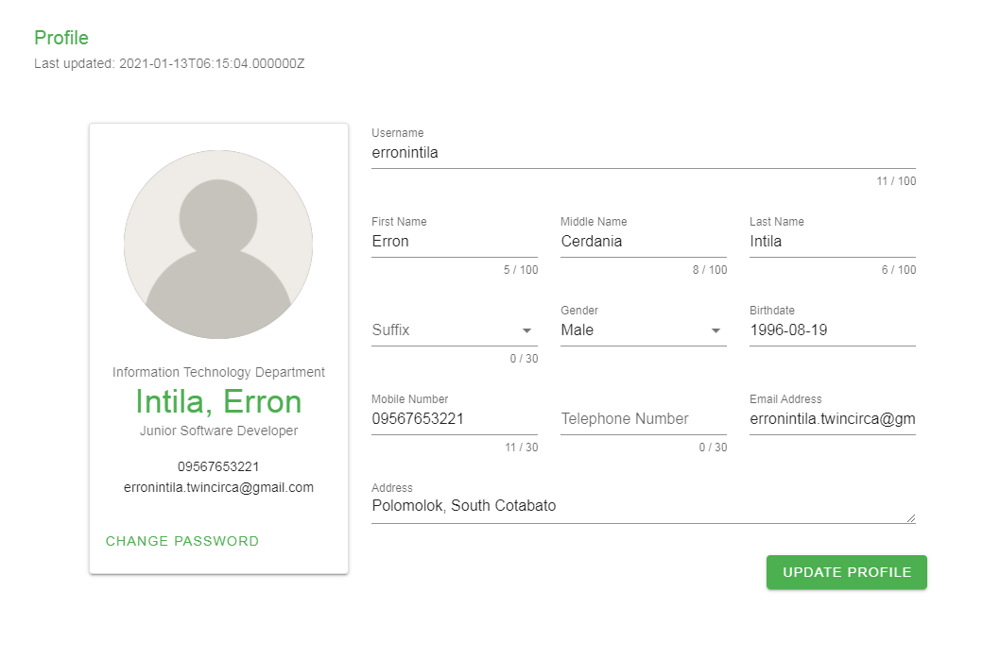 Profile
Last updated: 2021-01-13T06:15:04.000000Z
Information Technology Department
Intila, Erron
Junior Software Developer
09567653221
erronintila.twincirca@gmail.com
CHANGE PASSWORD
Username
erronintila
11 / 100
First Name
Erron
5 / 100
Middle Name
Cerdania
8 / 100
Last Name
Intila
6 / 100
Suffix
0 / 30
Gender
Male
Birthdate
1996-08-19
Mobile Number
09567653221
11 / 30
Telephone Number
0 / 30
Email Address
erronintila.twincirca@gm
Address
Polomolok, South Cotabato
UPDATE PROFILE